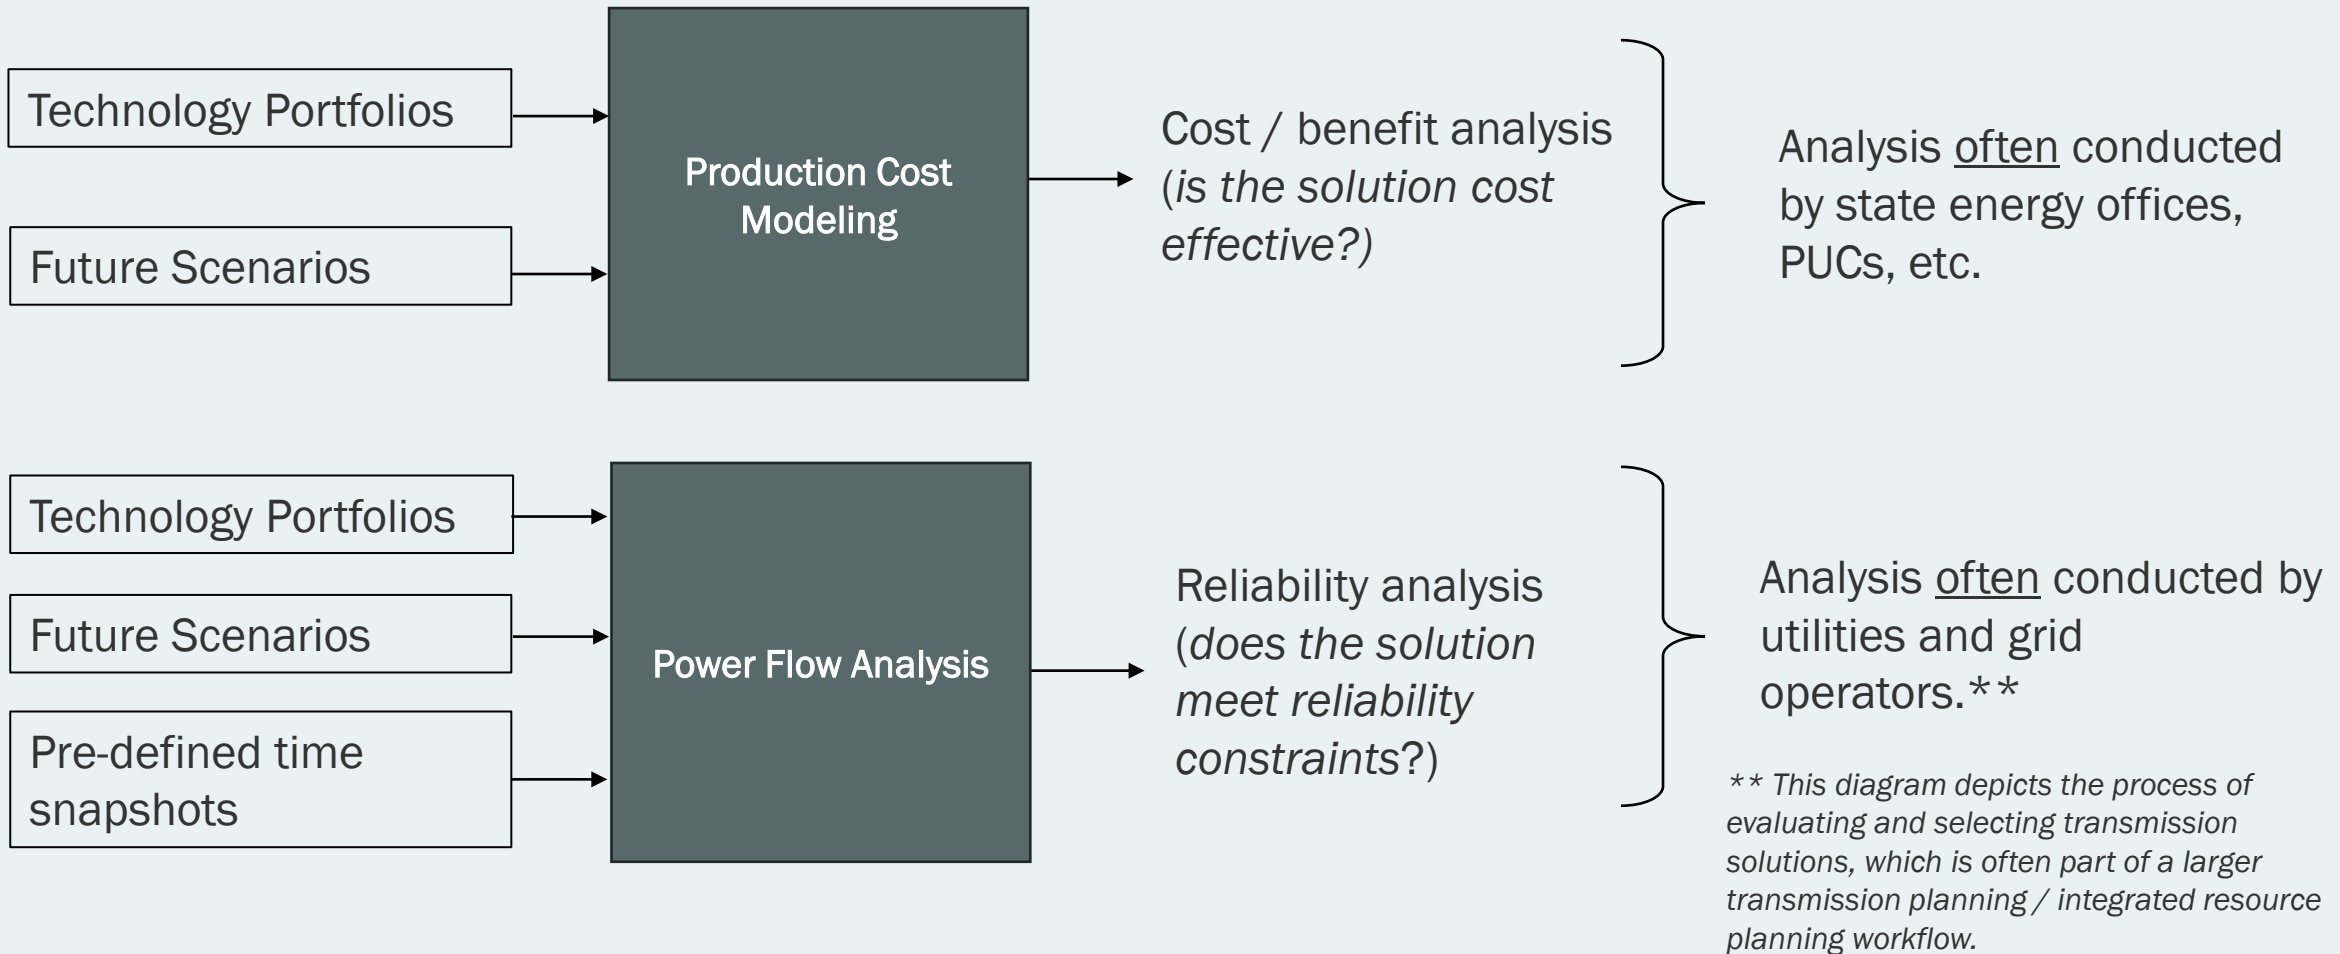 Technology Portfolios
Future Scenarios
Production Cost
Modeling
Cost / benefit analysis
(is the solution cost
effective?)
Analysis often conducted
by state energy offices,
PUCs, etc.
Technology Portfolios
Future Scenarios
Pre-defined time
snapshots
Power Flow Analysis
Reliability analysis
(does the solution
meet reliability
constraints?)
Analysis often conducted by
utilities and grid
operators.**
** This diagram depicts the process of
evaluating and selecting transmission
solutions, which is often part of a larger
transmission planning / integrated resource
planning workflow.